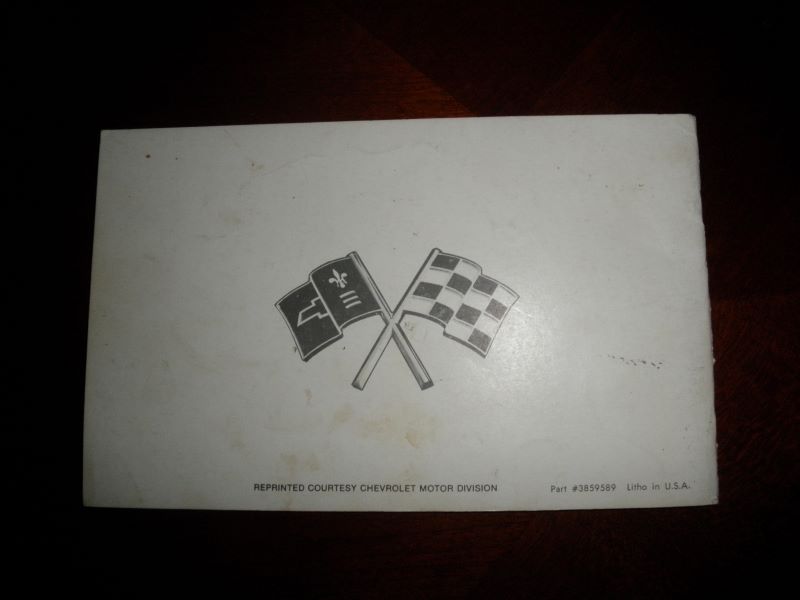 REPRINTED COURTESY CHEVROLET MOTOR DIVISION
Part #3859589 Litho in U.S.A.